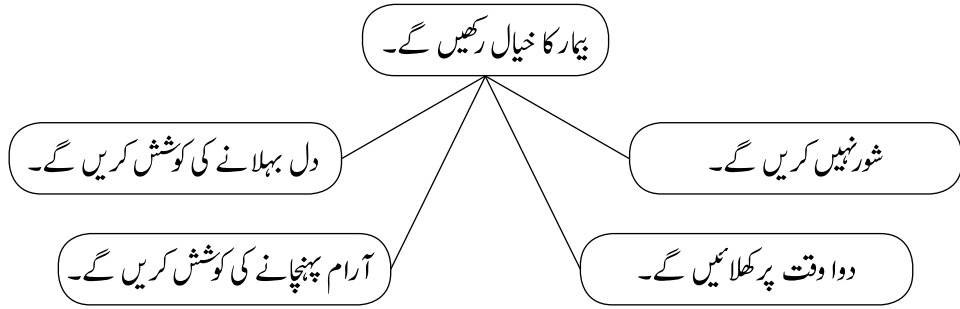 بیمار کا خیال رکھیں گے۔
شور نہیں کریں گے۔
دل بہلانے کی کوشش کریں گے۔
دوا وقت پر کھلائیں گے۔
آرام پہنچانے کی کوشش کریں گے۔